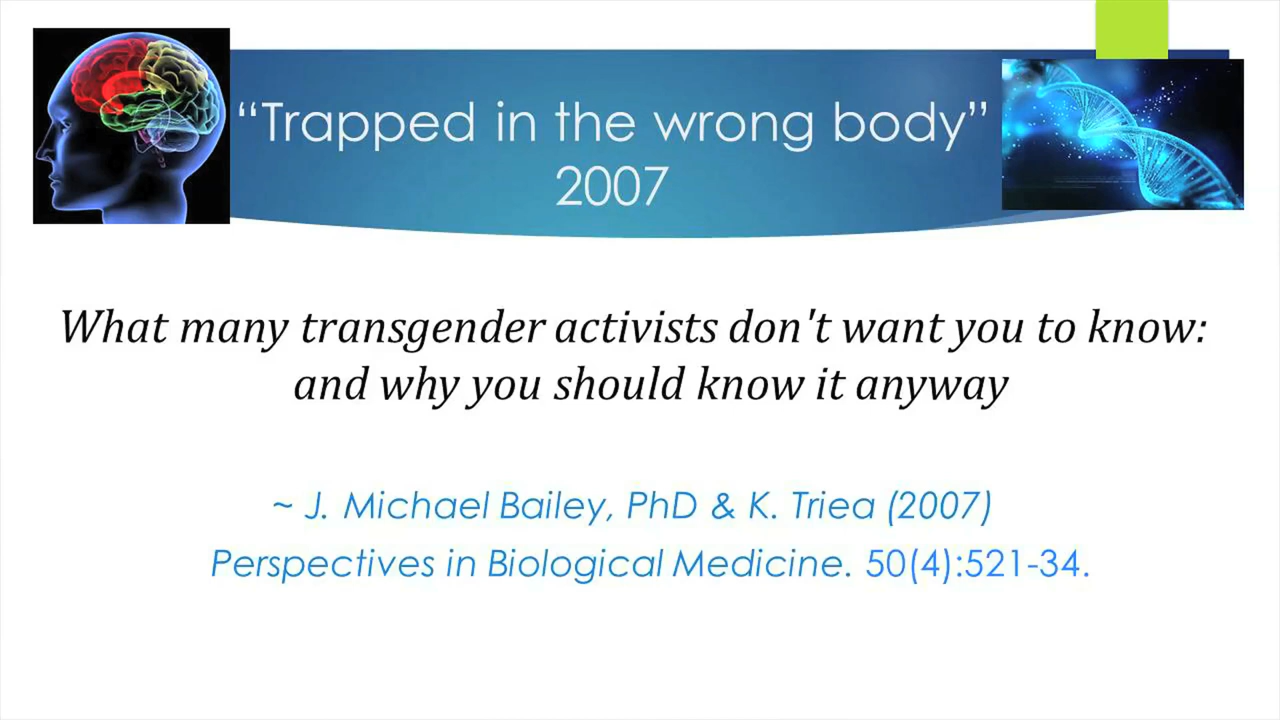 “Trapped in the wrong body”
2007
What many transgender activists don't want you to know:
and why you should know it anyway
~ J. Michael Bailey, PhD & K. Triea (2007)
Perspectives in Biological Medicine. 50(4):521-34.